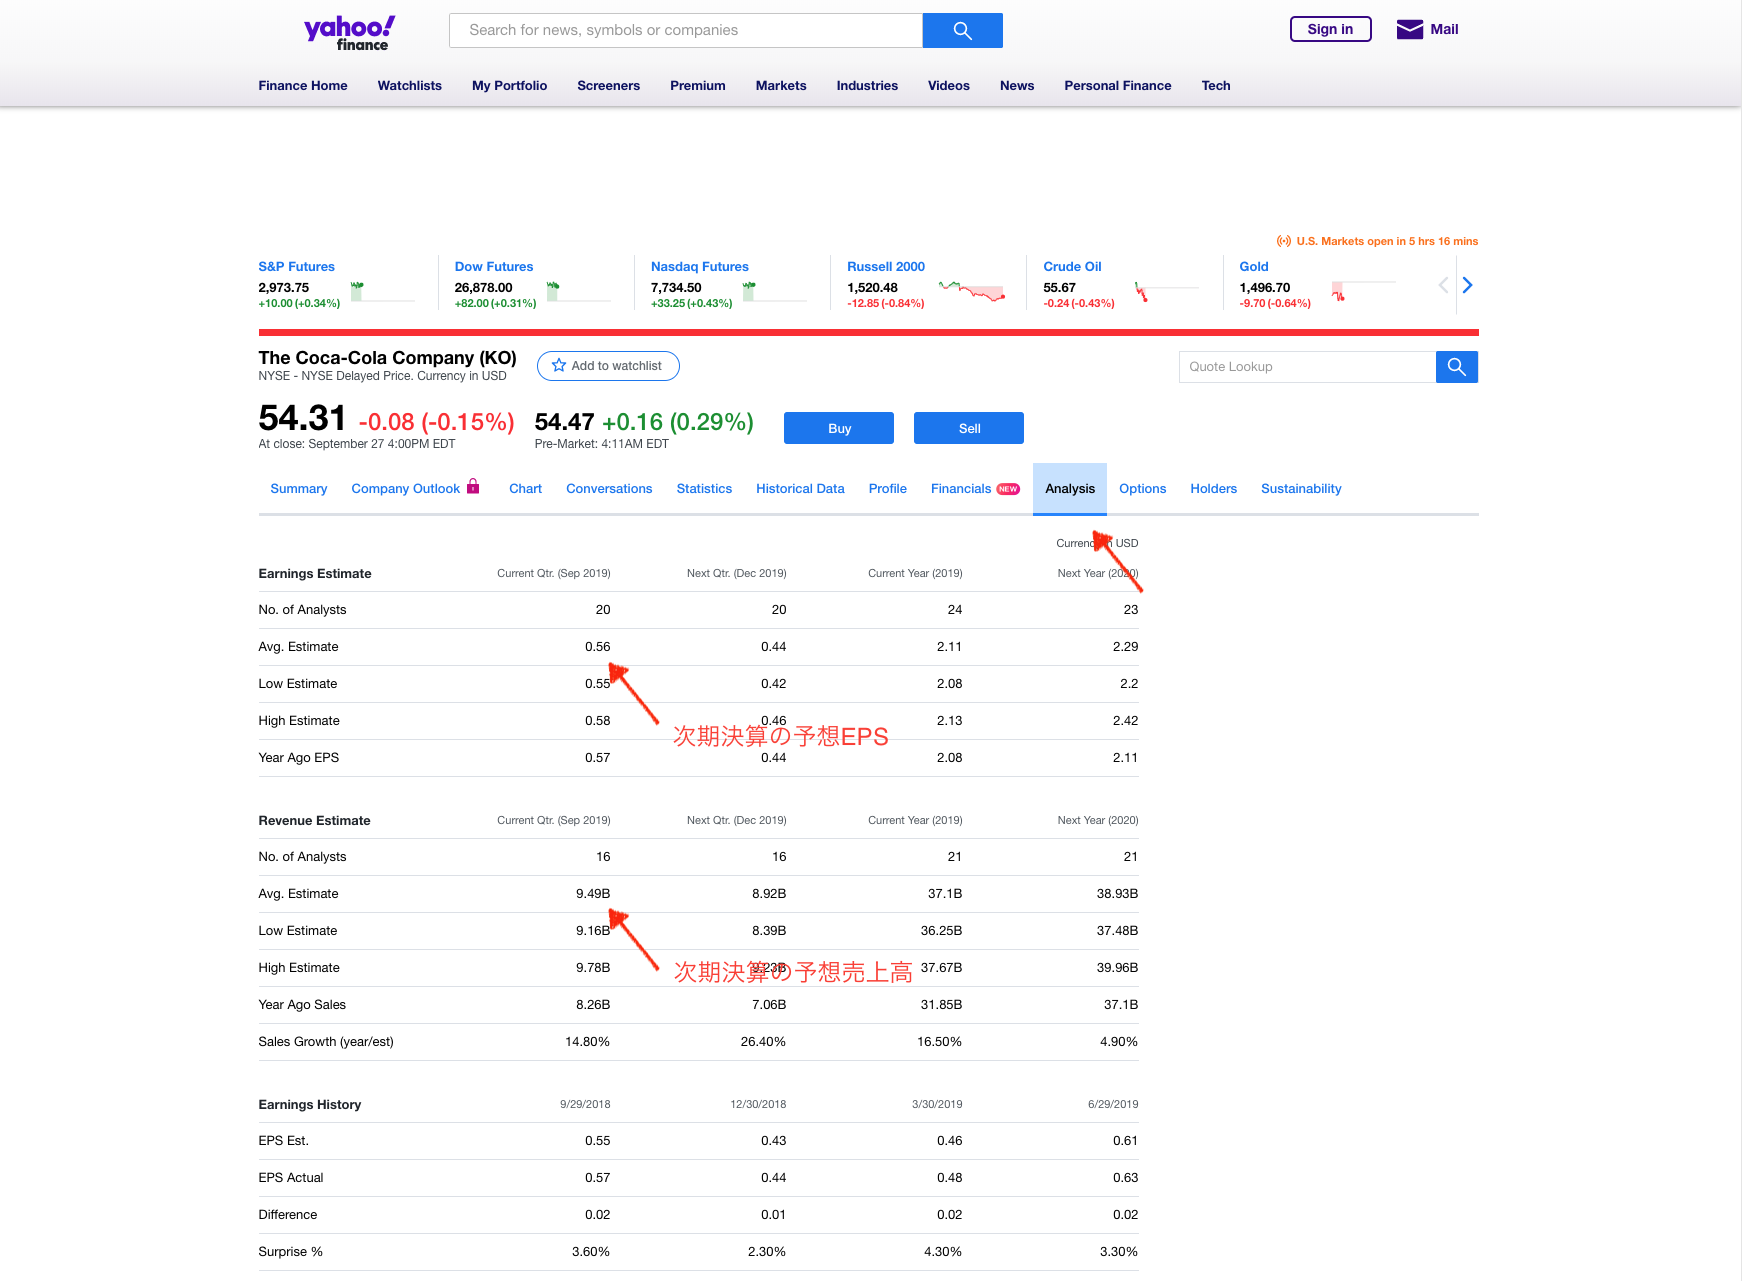 yahoo!
finance
Search for news, symbols or companies
Sign in
Mail
Finance Home Watchlists My Portfolio Screeners Premium Markets Industries Videos News Personal Finance Tech
U.S. Markets open in 5 hrs 16 mins
S&P Futures Dow Futures Nasdaq Futures Russell 2000 Crude Oil Gold
2,973.75 26,878.00 7,734.50 1,520.48 55.67 1,496.70
+10.00 (+0.34%) +82.00 (+0.31%) +33.25 (+0.43%) -12.85 (-0.84%) -0.24 (-0.43%) -9.70 (-0.64%)
The Coca-Cola Company (KO)
NYSE - NYSE Delayed Price. Currency in USD
Add to watchlist
Quote Lookup
54.31 -0.08 (-0.15%) 54.47 +0.16 (0.29%)
At close: September 27 4:00PM EDT Pre-Market: 4:11AM EDT
Buy Sell
Summary Company Outlook Chart Conversations Statistics Historical Data Profile Financials NEW Analysis Options Holders Sustainability
Currency in USD
Earnings Estimate Current Qtr. (Sep 2019) Next Qtr. (Dec 2019) Current Year (2019) Next Year (2020)
No. of Analysts 20 20 24 23
Avg. Estimate 0.56 0.44 2.11 2.29
Low Estimate 0.55 0.42 2.08 2.2
High Estimate 0.58 0.46 2.13 2.42
次期決算の予想EPS
Year Ago EPS 0.57 0.44 2.08 2.11
Revenue Estimate Current Qtr. (Sep 2019) Next Qtr. (Dec 2019) Current Year (2019) Next Year (2020)
No. of Analysts 16 16 21 21
Avg. Estimate 9.49B 8.92B 37.1B 38.93B
Low Estimate 9.16B 8.39B 36.25B 37.48B
High Estimate 9.78B 9.23B 37.67B 39.96B
次期決算の予想売上高
Year Ago Sales 8.26B 7.06B 31.85B 37.1B
Sales Growth (year/est) 14.80% 26.40% 16.50% 4.90%
Earnings History 9/29/2018 12/30/2018 3/30/2019 6/29/2019
EPS Est. 0.55 0.43 0.46 0.61
EPS Actual 0.57 0.44 0.48 0.63
Difference 0.02 0.01 0.02 0.02
Surprise % 3.60% 2.30% 4.30% 3.30%